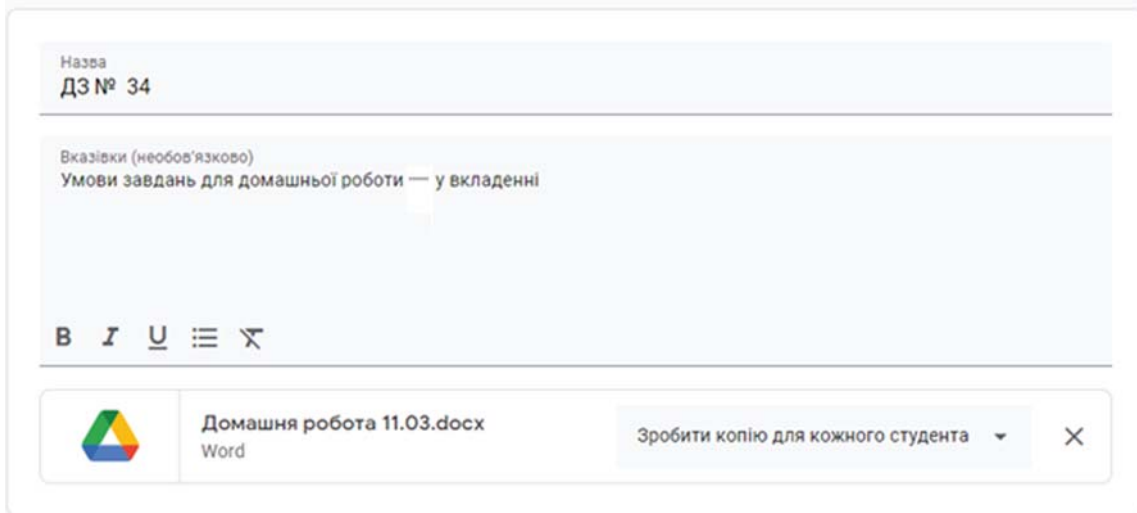 Назва
ДЗ № 34
Вказівки (необов'язково)
Умови завдань для домашньої роботи — у вкладенні
B I U
Домашня робота 11.03.docx
Word
Зробити копію для кожного студента